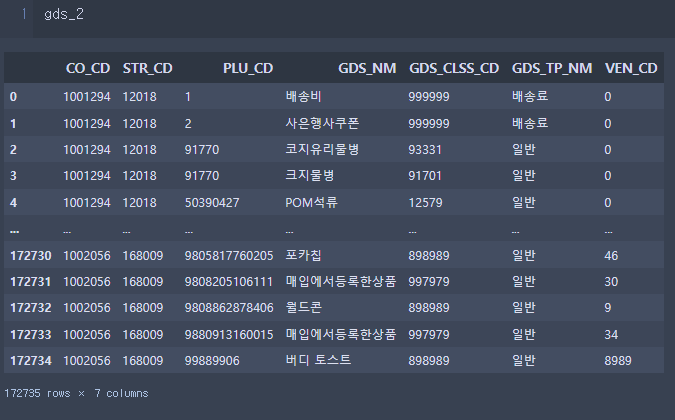 1 gds_2
CO_CD STR_CD PLU_CD GDS_NM GDS_CLSS_CD GDS_TP_NM VEN_CD
0 1001294 12018 1 배송비 999999 배송료 0
1 1001294 12018 2 사은행사쿠폰 999999 배송료 0
2 1001294 12018 91770 코지유리물병 93331 일반 0
3 1001294 12018 91770 크지물병 91701 일반 0
4 1001294 12018 50390427 POM석류 12579 일반 0
... ... ... ... ... ... ... ...
172730 1002056 168009 9805817760205 포카칩 898989 일반 46
172731 1002056 168009 9808205106111 매입에서등록한상품 997979 일반 30
172732 1002056 168009 9808862878406 월드콘 898989 일반 9
172733 1002056 168009 9880913160015 매입에서등록한상품 997979 일반 34
172734 1002056 168009 99889906 버디 토스트 898989 일반 8989
172735 rows × 7 columns